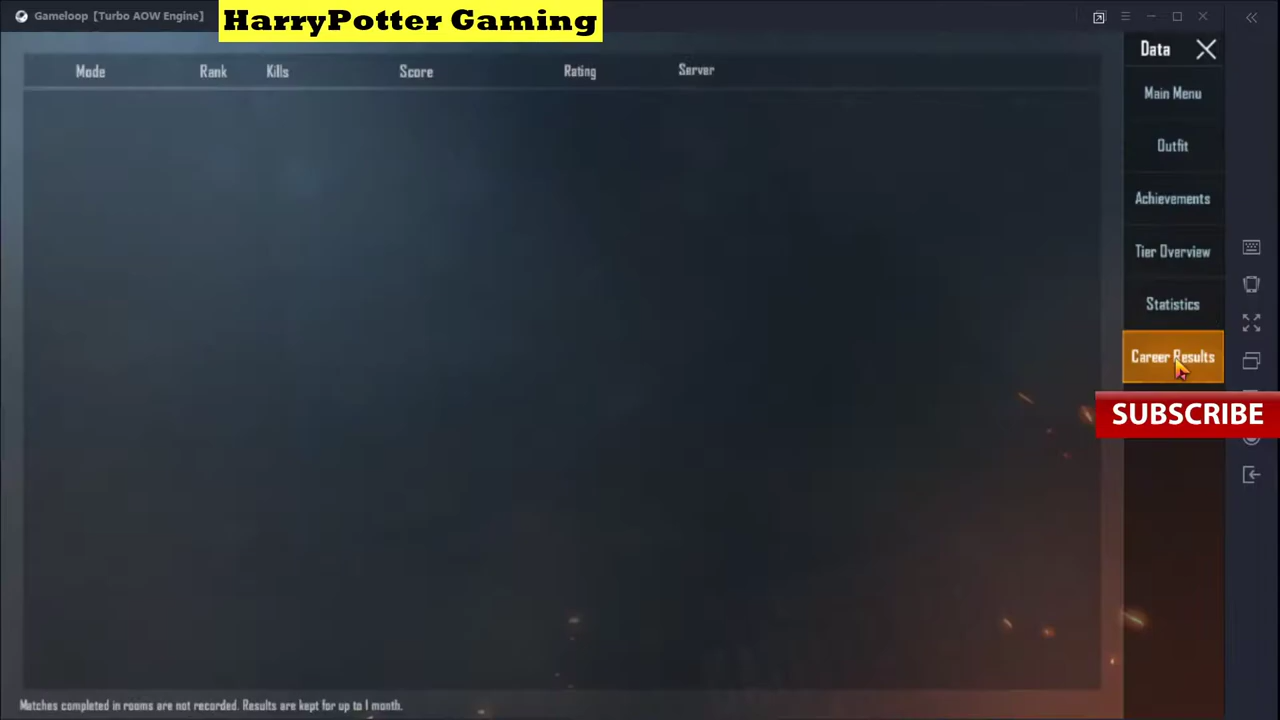 Gameloop [Turbo AOW Engine]
HarryPotter Gaming
Data
Mode Rank Kills Score Rating Server
Main Menu
Outfit
Achievements
Tier Overview
Statistics
Career Results
SUBSCRIBE
Matches completed in rooms are not recorded. Results are kept for up to 1 month.